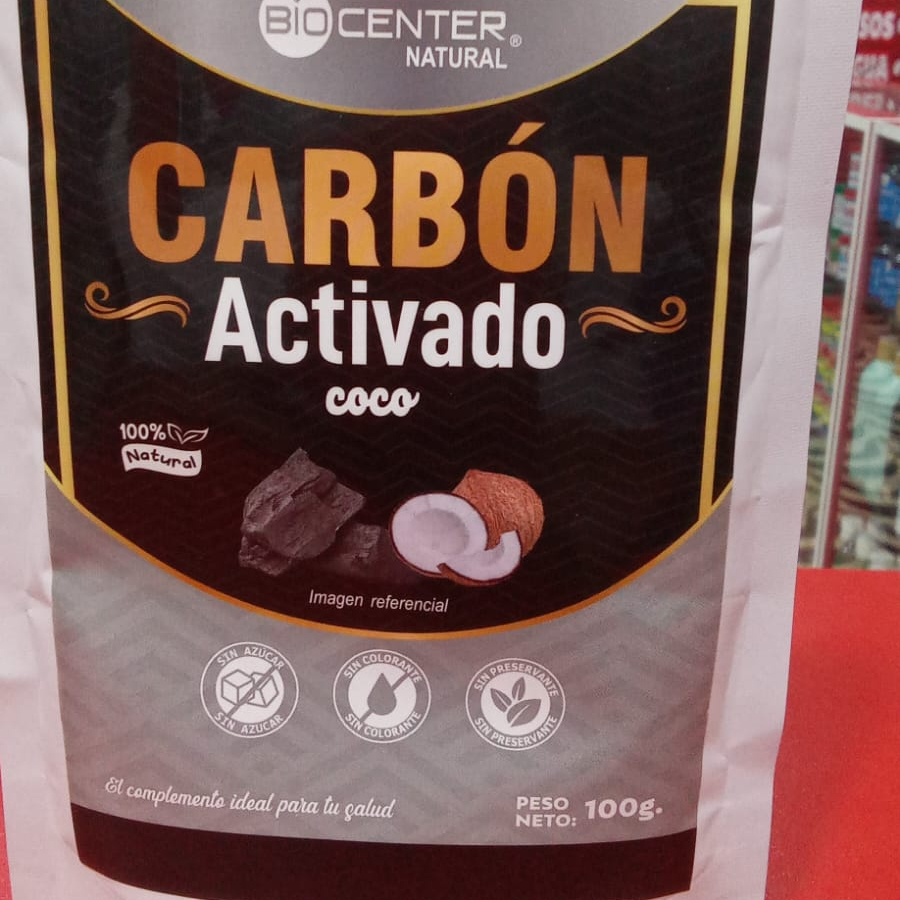 BIOCENTER
NATURAL®
CARBÓN
Activado
coco
100%
Natural
Imagen referencial
SIN AZÚCAR
SIN AZUCAR
SIN COLORANTE
SIN COLORANTE
SIN PRESERVANTE
SIN PRESERVANTE
El complemento ideal para tu salud
PESO
NETO: 100g.